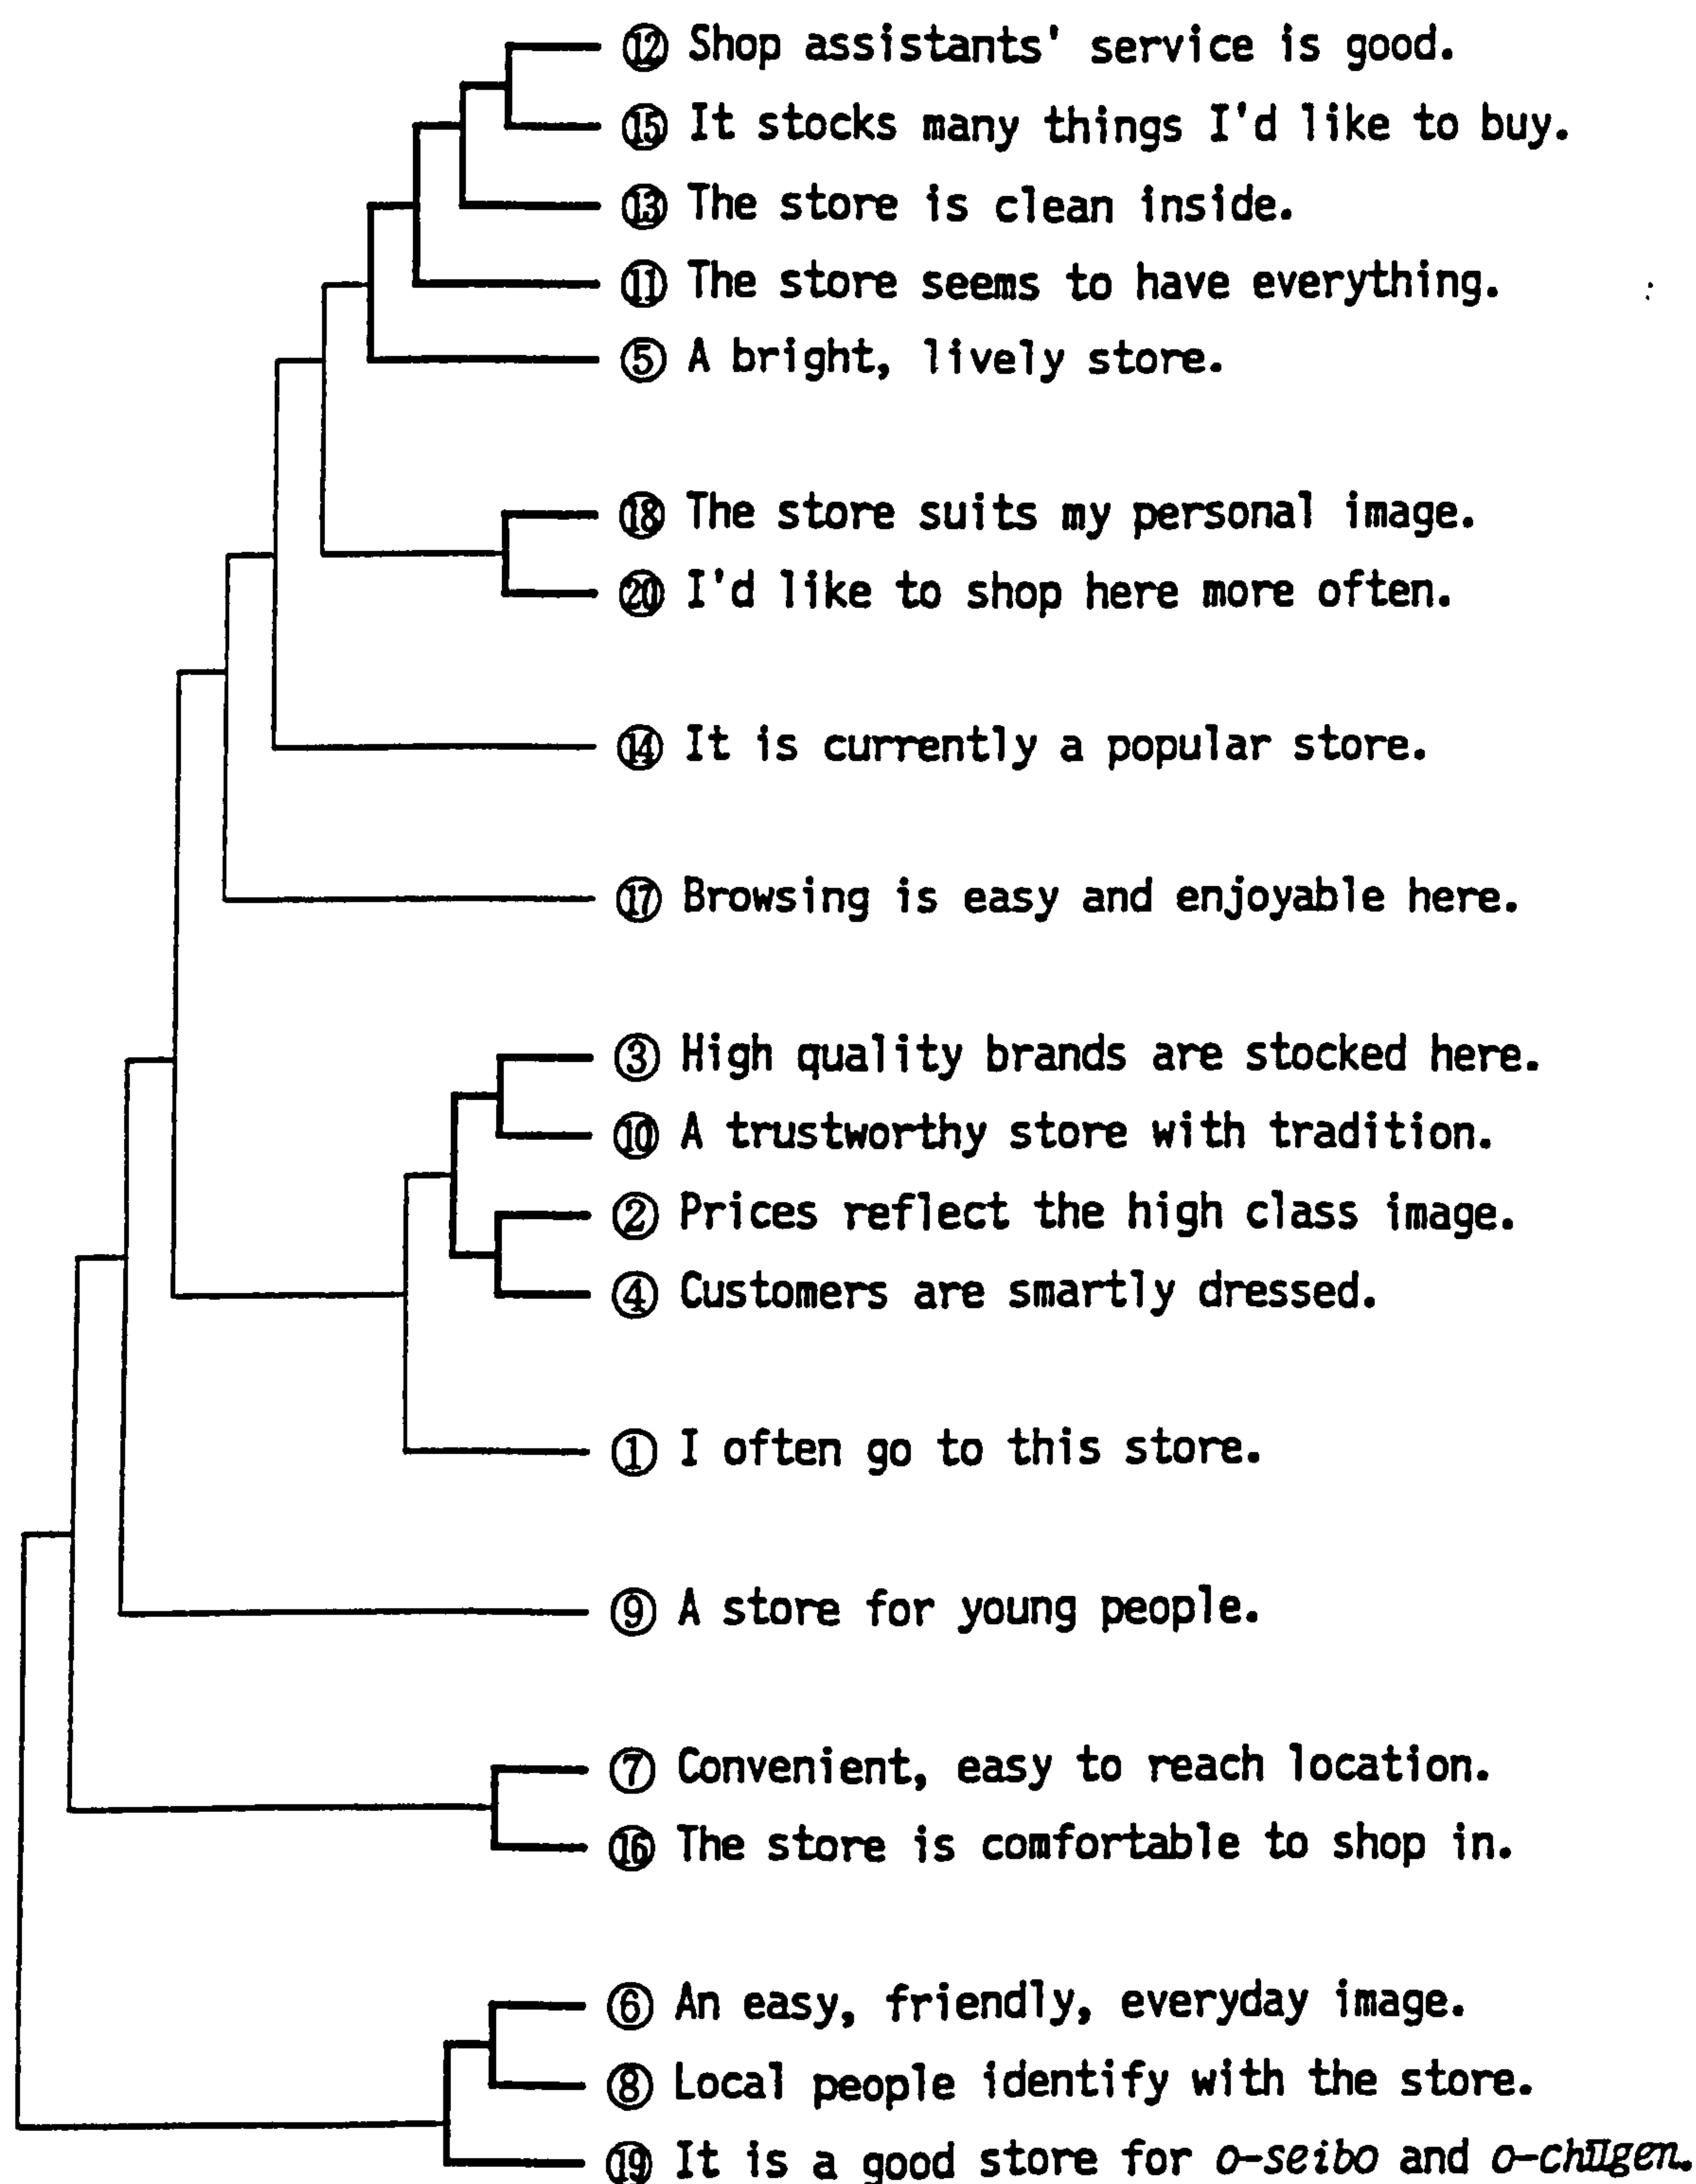 ⑫ Shop assistants' service is good.
⑮ It stocks many things I'd like to buy.
⑬ The store is clean inside.
⑪ The store seems to have everything.
⑤ A bright, lively store.
⑱ The store suits my personal image.
⑳ I'd like to shop here more often.
⑭ It is currently a popular store.
⑰ Browsing is easy and enjoyable here.
③ High quality brands are stocked here.
⑩ A trustworthy store with tradition.
② Prices reflect the high class image.
④ Customers are smartly dressed.
① I often go to this store.
⑨ A store for young people.
⑦ Convenient, easy to reach location.
⑯ The store is comfortable to shop in.
⑥ An easy, friendly, everyday image.
⑧ Local people identify with the store.
⑲ It is a good store for o-seibo and o-chūgen.